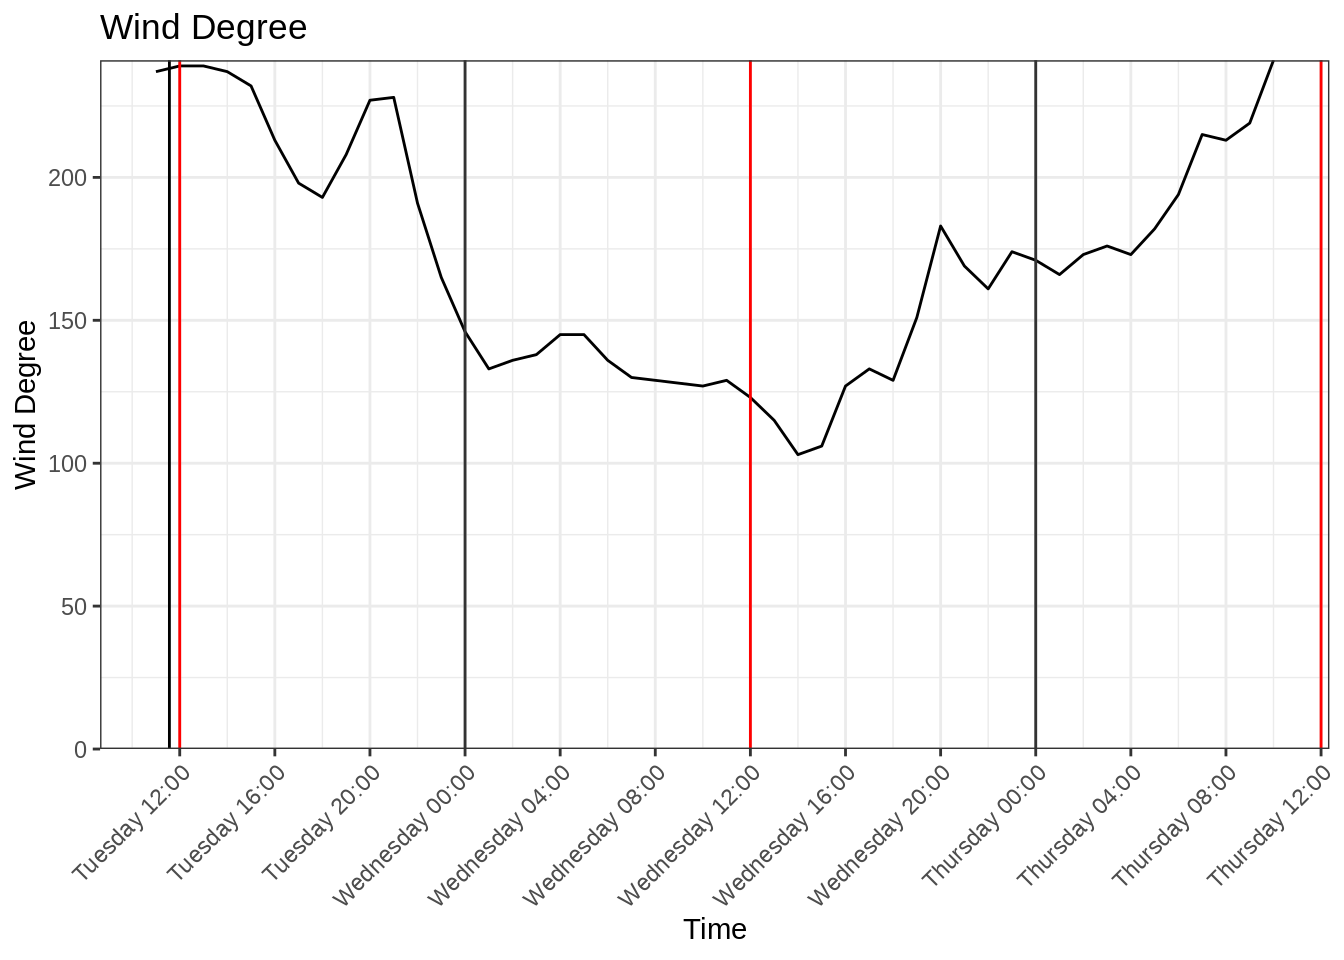 Wind Degree
Wind Degree
200
150
100
50
0
Tuesday 12:00
Tuesday 16:00
Tuesday 20:00
Wednesday 00:00
Wednesday 04:00
Wednesday 08:00
Wednesday 12:00
Wednesday 16:00
Wednesday 20:00
Thursday 00:00
Thursday 04:00
Thursday 08:00
Thursday 12:00
Time